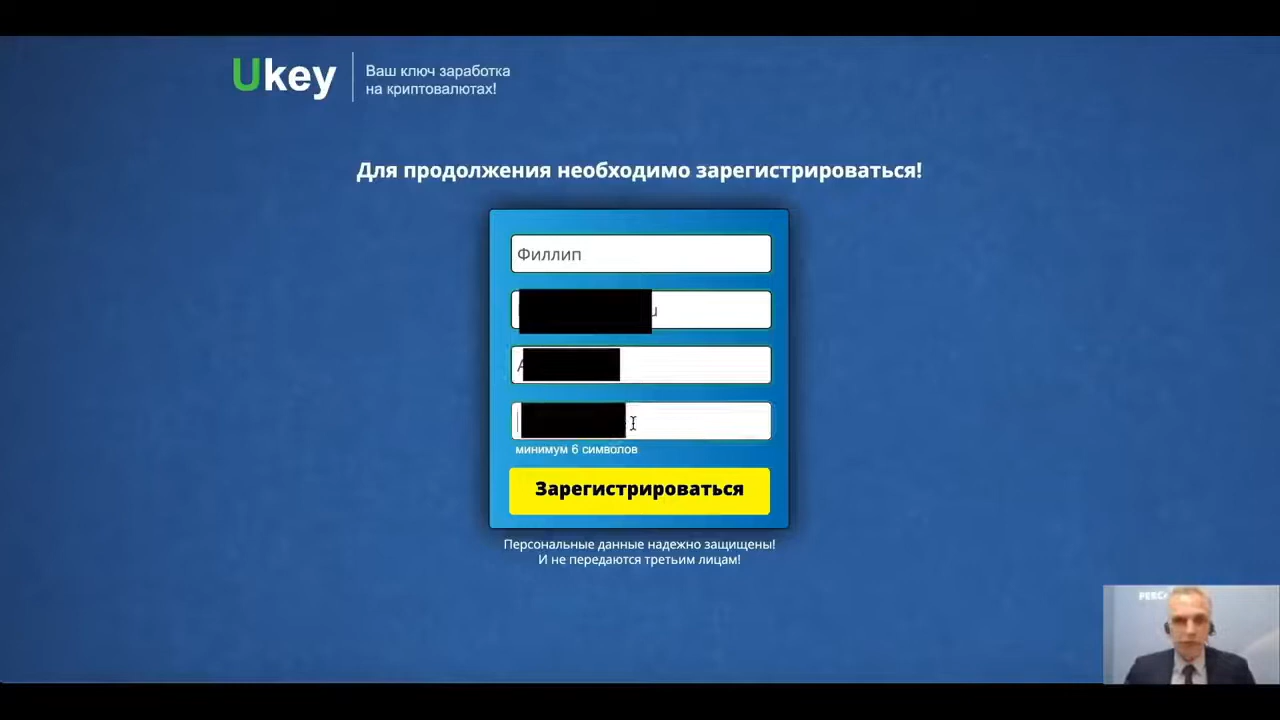 Ukey
Ваш ключ заработка
на криптовалютах!
Для продолжения необходимо зарегистрироваться!
Филлип
минимум 6 символов
Зарегистрироваться
Персональные данные надежно защищены!
И не передаются третьим лицам!